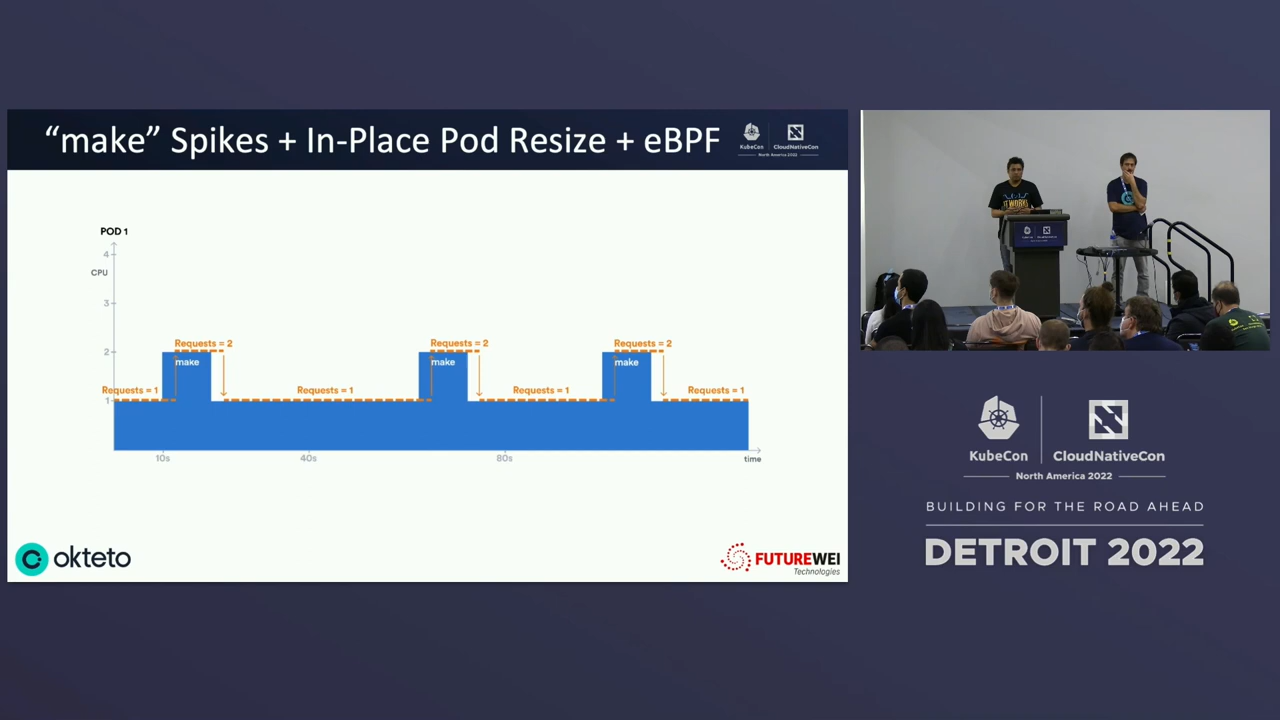 “make” Spikes + In-Place Pod Resize + eBPF
KubeCon
CloudNativeCon
North America 2022
POD 1
4
CPU
3
2
1
Requests = 2
Requests = 2
Requests = 2
make
make
make
Requests = 1
Requests = 1
Requests = 1
Requests = 1
10s
40s
80s
time
okteto
FUTUREWEI
Technologies
KubeCon
CloudNativeCon
North America 2022
BUILDING FOR THE ROAD AHEAD
DETROIT 2022